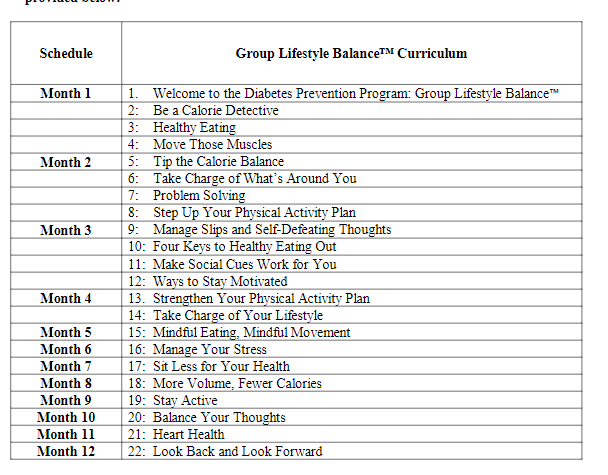 provided below:
Schedule Group Lifestyle Balance™ Curriculum
Month 1 1. Welcome to the Diabetes Prevention Program: Group Lifestyle Balance™
2: Be a Calorie Detective
3: Healthy Eating
4: Move Those Muscles
Month 2 5: Tip the Calorie Balance
6: Take Charge of What's Around You
7: Problem Solving
8: Step Up Your Physical Activity Plan
Month 3 9: Manage Slips and Self-Defeating Thoughts
10: Four Keys to Healthy Eating Out
11: Make Social Cues Work for You
12: Ways to Stay Motivated
Month 4 13. Strengthen Your Physical Activity Plan
14: Take Charge of Your Lifestyle
Month 5 15: Mindful Eating, Mindful Movement
Month 6 16: Manage Your Stress
Month 7 17: Sit Less for Your Health
Month 8 18: More Volume, Fewer Calories
Month 9 19: Stay Active
Month 10 20: Balance Your Thoughts
Month 11 21: Heart Health
Month 12 22: Look Back and Look Forward